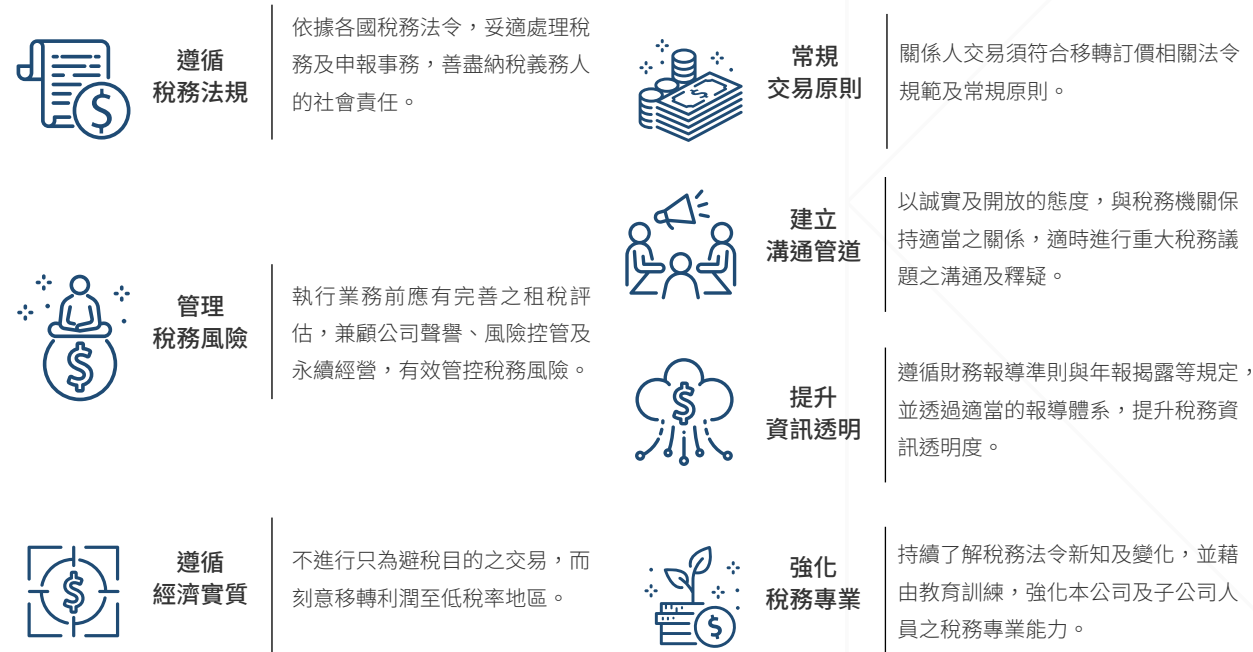 遵循
稅務法規
依據各國稅務法令，妥適處理稅
務及申報事務，善盡納稅義務人
的社會責任。
管理
稅務風險
執行業務前應有完善之租稅評
估，兼顧公司聲譽、風險控管及
永續經營，有效管控稅務風險。
遵循
經濟實質
不進行只為避稅目的之交易，而
刻意移轉利潤至低稅率地區。
常規
交易原則
關係人交易須符合移轉訂價相關法令
規範及常規原則。
建立
溝通管道
以誠實及開放的態度，與稅務機關保
持適當之關係，適時進行重大稅務議
題之溝通及釋疑。
提升
資訊透明
遵循財務報導準則與年報揭露等規定，
並透過適當的報導體系，提升稅務資
訊透明度。
強化
稅務專業
持續了解稅務法令新知及變化，並藉
由教育訓練，強化本公司及子公司人
員之稅務專業能力。